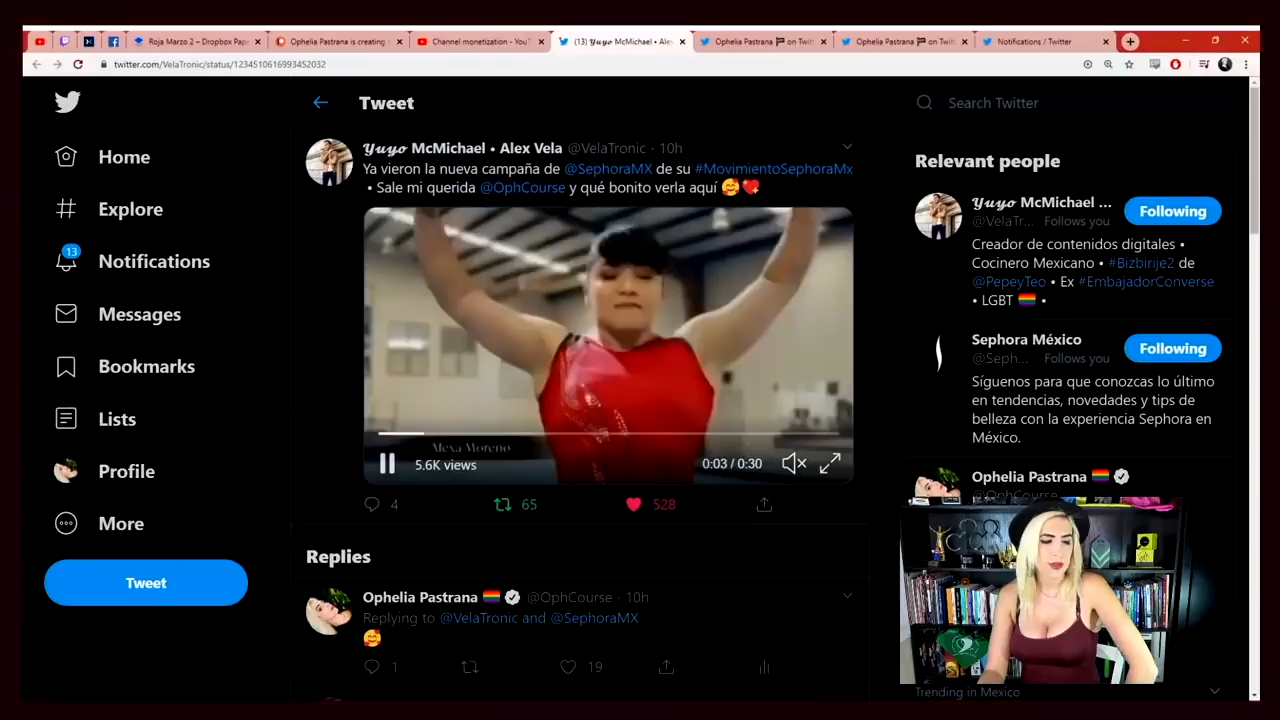 Roja Marzo 2 – Dropbox Pap
Ophelia Pastrana is creating
Channel monetization - YouT
(13) 𝒀𝒖𝒚𝒐 McMichael • Ale
Ophelia Pastrana 🏴 on Twitt
Ophelia Pastrana 🏴 on Twitt
Notifications / Twitter
twitter.com/VelaTronic/status/1234510616993452032
Home
Explore
13
Notifications
Messages
Bookmarks
Lists
Profile
More
Tweet
Tweet
𝒀𝒖𝒚𝒐 McMichael • Alex Vela @VelaTronic · 10h
Ya vieron la nueva campaña de @SephoraMX de su #MovimientoSephoraMx
• Sale mi querida @OphCourse y qué bonito verla aquí 🥰💖
Alexa Moreno
5.6K views
0:03 / 0:30
4
65
528
Replies
Ophelia Pastrana 🏳️‍🌈 @OphCourse · 10h
Replying to @VelaTronic and @SephoraMX
🥰
1
19
Search Twitter
Relevant people
𝒀𝒖𝒚𝒐 McMichael ...
@VelaTr... Follows you
Following
Creador de contenidos digitales •
Cocinero Mexicano • #Bizbirije2 de
@PepeyTeo • Ex #EmbajadorConverse
• LGBT 🏳️‍🌈 •
Sephora México
@Seph... Follows you
Following
Síguenos para que conozcas lo último
en tendencias, novedades y tips de
belleza con la experiencia Sephora en
México.
Ophelia Pastrana 🏳️‍🌈
@OphCourse
Trending in Mexico